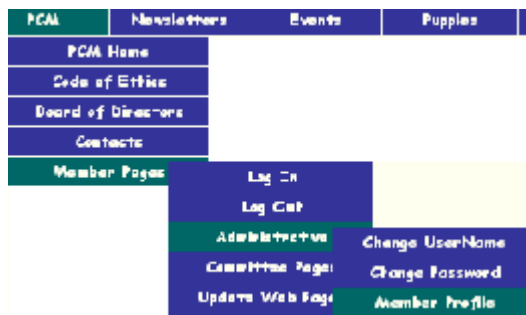 PCM Newsletters Events Puppies
PCM Home
Code of Ethics
Board of Directors
Contacts
Member Pages
Log In
Log Out
Administrative
Change UserName
Committee Pages
Change Password
Update Web Page
Member Profile